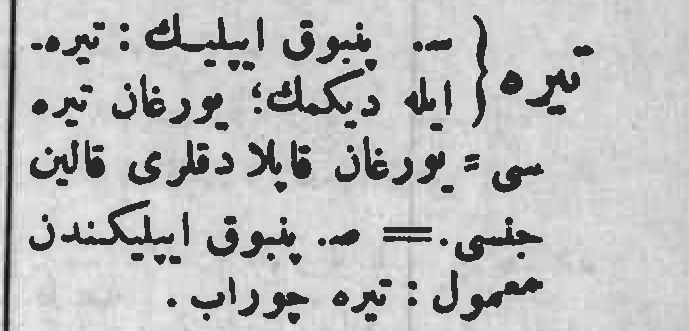 تیره { سـ. پنبوق ایپلیك : تیره-
ایله دیكمك؛ یورغان تیره
سی = یورغان قاپلادقلری قالین
جنسی. = صـ. پنبوق ایپلیكندن
معمول : تیره چوراب .